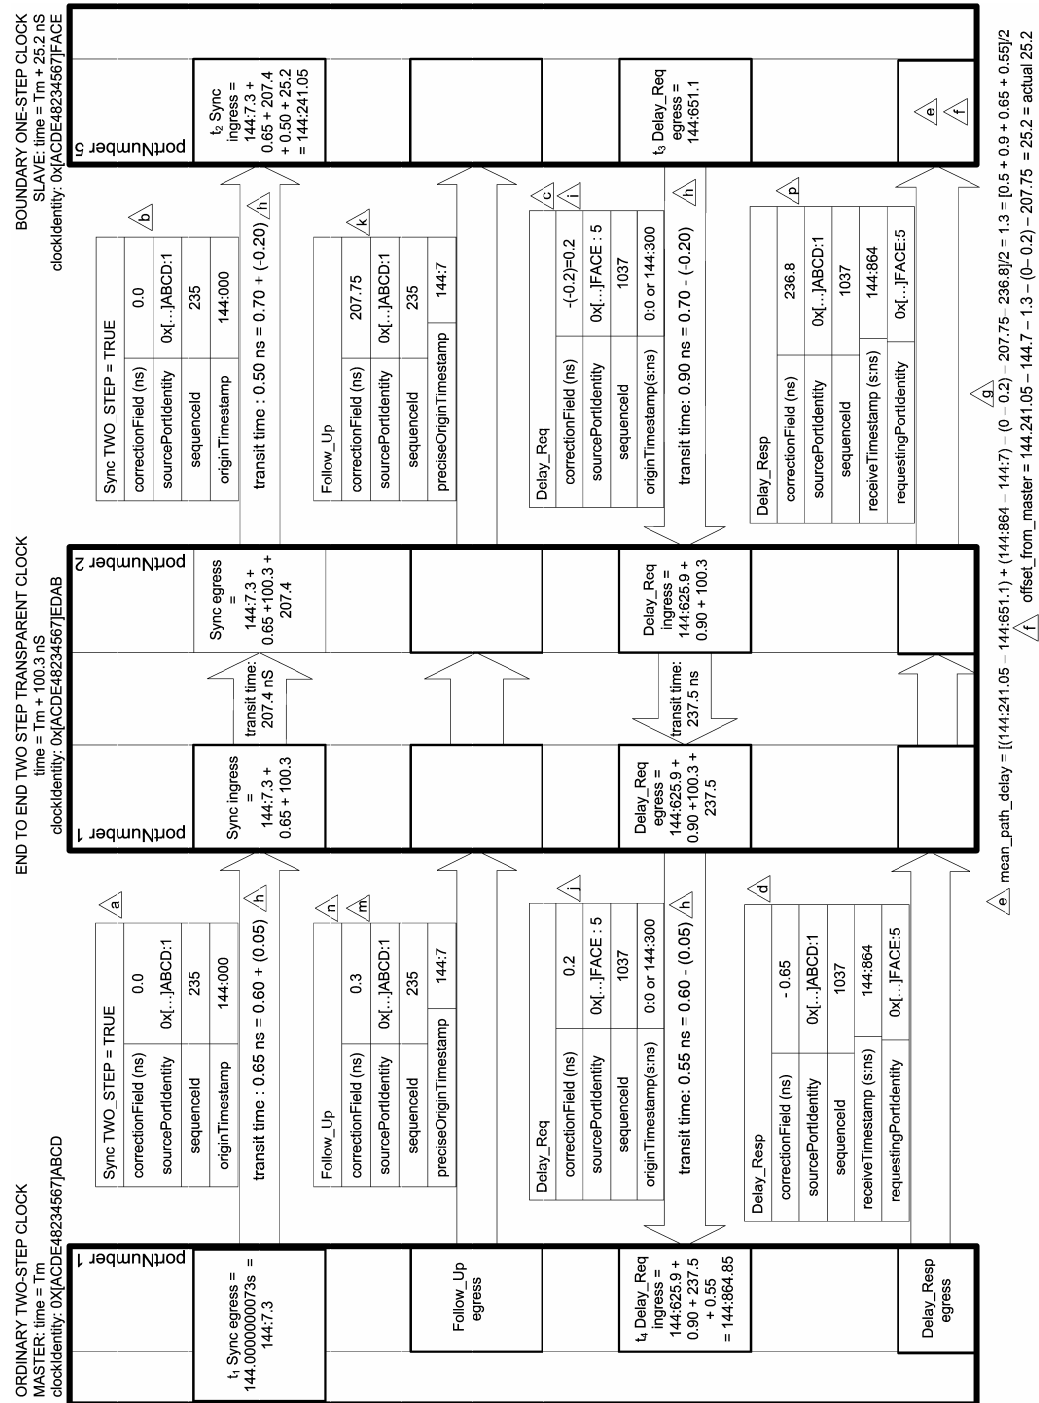 ORDINARY TWO-STEP CLOCK
MASTER: time = Tm
clockIdentity: 0X[ACDE48234567]ABCD
END TO END TWO STEP TRANSPARENT CLOCK
time = Tm + 100.3 nS
clockIdentity: 0x[ACDE48234567]EDAB
BOUNDARY ONE-STEP CLOCK
SLAVE: time = Tm + 25.2 nS
clockIdentity: 0x[ACDE48234567]FACE
portNumber 1
portNumber 1
portNumber 2
portNumber 5
t1 Sync egress =
144.0000000073s =
144:7.3
Sync TWO_STEP = TRUE
correctionField (ns) 0.0
sourcePortIdentity 0x[...]ABCD:1
sequenceId 235
originTimestamp 144:000
a
transit time : 0.65 ns = 0.60 + (0.05)
h
Sync ingress
=
144:7.3 +
0.65 + 100.3
transit time:
207.4 nS
Sync egress
=
144:7.3 +
0.65 +100.3 +
207.4
Sync TWO_STEP = TRUE
correctionField (ns) 0.0
sourcePortIdentity 0x[...]ABCD:1
sequenceId 235
originTimestamp 144:000
b
transit time : 0.50 ns = 0.70 + (-0.20)
h
t2 Sync
ingress =
144:7.3 +
0.65 + 207.4
+ 0.50 + 25.2
= 144:241.05
Follow_Up
egress
Follow_Up
correctionField (ns) 0.3
sourcePortIdentity 0x[...]ABCD:1
sequenceId 235
preciseOriginTimestamp 144:7
n
m
Follow_Up
correctionField (ns) 207.75
sourcePortIdentity 0x[...]ABCD:1
sequenceId 235
preciseOriginTimestamp 144:7
k
t4 Delay_Req
ingress =
144:625.9 +
0.90 + 237.5
+ 0.55
= 144:864.85
Delay_Req
correctionField (ns) 0.2
sourcePortIdentity 0x[...]FACE : 5
sequenceId 1037
originTimestamp(s:ns) 0:0 or 144:300
j
transit time: 0.55 ns = 0.60 - (0.05)
h
Delay_Req
egress =
144:625.9 +
0.90 +100.3 +
237.5
transit time:
237.5 ns
Delay_Req
ingress =
144:625.9 +
0.90 + 100.3
Delay_Req
correctionField (ns) -(-0.2)=0.2
sourcePortIdentity 0x[...]FACE : 5
sequenceId 1037
originTimestamp(s:ns) 0:0 or 144:300
c
i
transit time: 0.90 ns = 0.70 - (-0.20)
h
t3 Delay_Req
egress =
144:651.1
Delay_Resp
egress
Delay_Resp
correctionField (ns) - 0.65
sourcePortIdentity 0x[...]ABCD:1
sequenceId 1037
receiveTimestamp (s:ns) 144:864
requestingPortIdentity 0x[...]FACE:5
d
Delay_Resp
correctionField (ns) 236.8
sourcePortIdentity 0x[...]ABCD:1
sequenceId 1037
receiveTimestamp (s:ns) 144:864
requestingPortIdentity 0x[...]FACE:5
p
e
f
g
e mean_path_delay = [(144:241.05 – 144:651.1) + (144:864 – 144:7) – (0 – 0.2) – 207.75 – 236.8]/2 = 1.3 = [0.5 + 0.9 + 0.65 + 0.55]/2
f offset_from_master = 144.241.05 – 144.7 – 1.3 – (0– 0.2) – 207.75 = 25.2 = actual 25.2